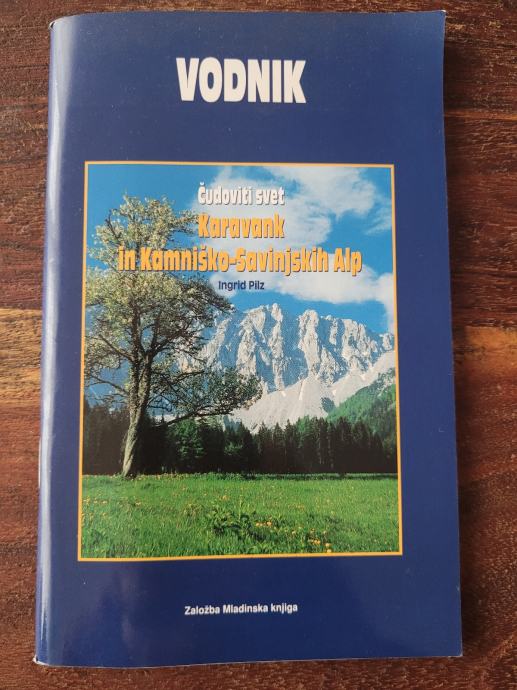 VODNIK
Čudoviti svet
Karavank
in Kamniško-Savinjskih Alp
Ingrid Pilz
Založba Mladinska knjiga